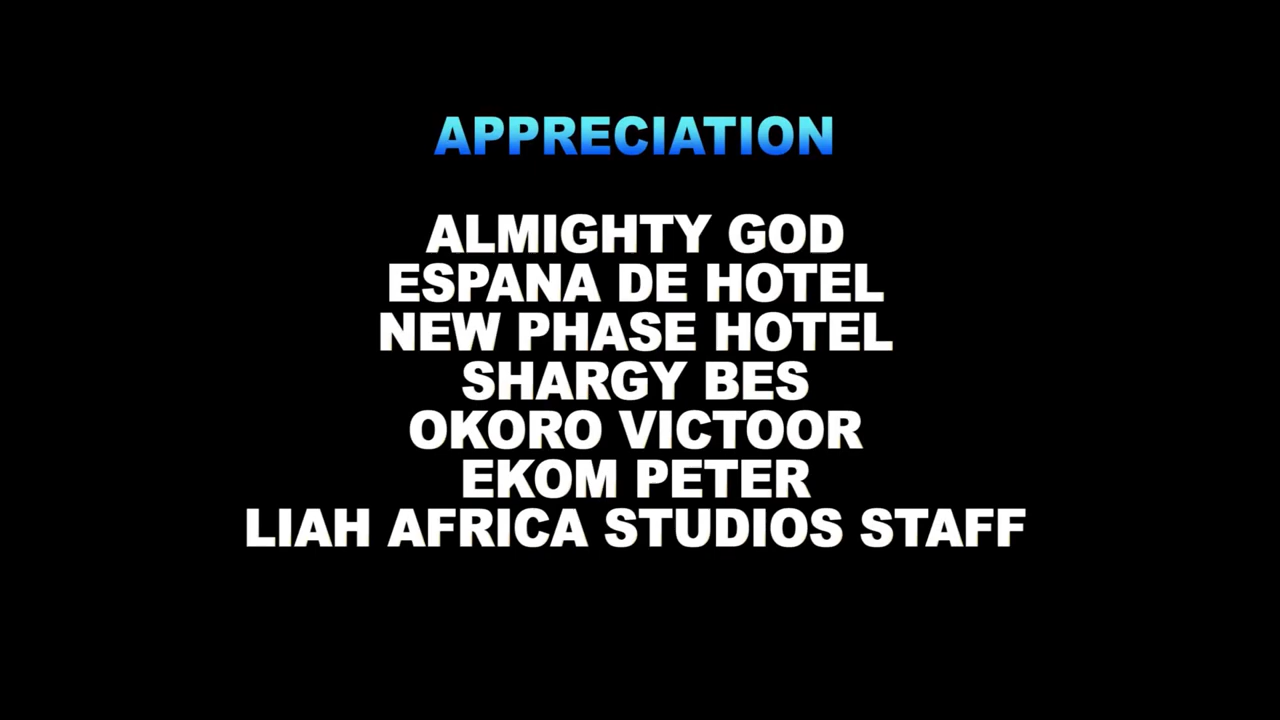 APPRECIATION
ALMIGHTY GOD
ESPANA DE HOTEL
NEW PHASE HOTEL
SHARGY BES
OKORO VICTOOR
EKOM PETER
LIAH AFRICA STUDIOS STAFF